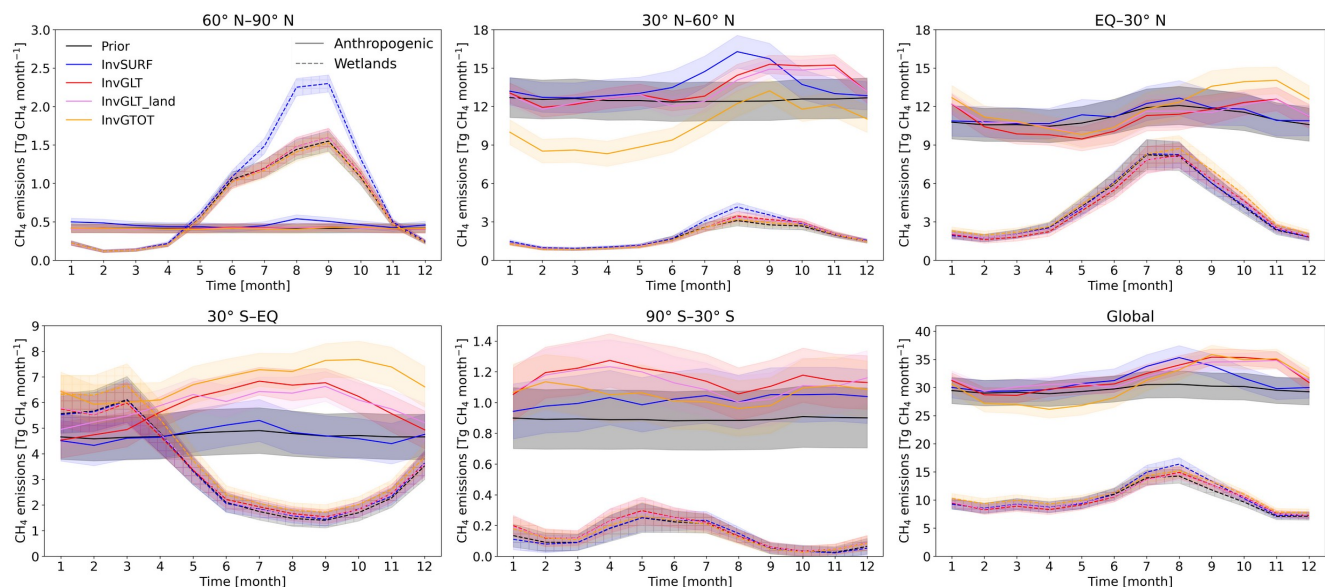 60° N–90° N
CH₄ emissions [Tg CH₄ month⁻¹]
3.0
2.5
2.0
1.5
1.0
0.5
0.0
Prior
InvSURF
InvGLT
InvGLT_land
InvGTOT
Anthropogenic
Wetlands
1 2 3 4 5 6 7 8 9 10 11 12
Time [month]
30° N–60° N
CH₄ emissions [Tg CH₄ month⁻¹]
18
15
12
9
6
3
0
1 2 3 4 5 6 7 8 9 10 11 12
Time [month]
EQ–30° N
CH₄ emissions [Tg CH₄ month⁻¹]
18
15
12
9
6
3
0
1 2 3 4 5 6 7 8 9 10 11 12
Time [month]
30° S–EQ
CH₄ emissions [Tg CH₄ month⁻¹]
9
8
7
6
5
4
3
2
1
0
1 2 3 4 5 6 7 8 9 10 11 12
Time [month]
90° S–30° S
CH₄ emissions [Tg CH₄ month⁻¹]
1.4
1.2
1.0
0.8
0.6
0.4
0.2
0.0
1 2 3 4 5 6 7 8 9 10 11 12
Time [month]
Global
CH₄ emissions [Tg CH₄ month⁻¹]
40
35
30
25
20
15
10
5
0
1 2 3 4 5 6 7 8 9 10 11 12
Time [month]